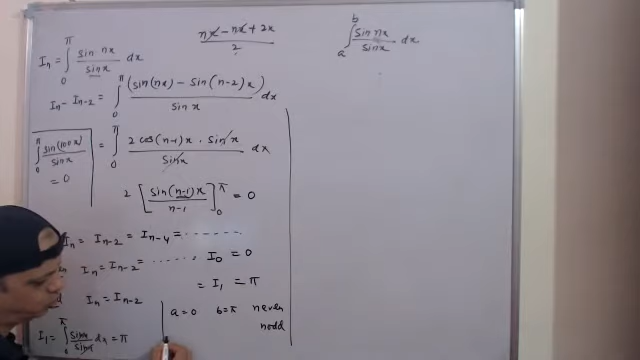 I_n = ∫_0^π sin nx / sin x dx
(nx - nx + 2x) / 2
∫_a^b sin nx / sin x dx
I_n - I_{n-2} = ∫_0^π (sin(nx) - sin(n-2)x) / sin x dx
∫_0^π sin(100x) / sin x = 0
= ∫_0^π 2 cos(n-1)x · sin x / sin x dx
2 [ sin(n-1)x / (n-1) ]_0^π = 0
I_n = I_{n-2} = I_{n-4} = .......
I_n = I_{n-2} = ....... I_0 = 0
= I_1 = π
I_n = I_{n-2}
a=0 b=π n even
n odd
I_1 = ∫_0^π sin x / sin x dx = π